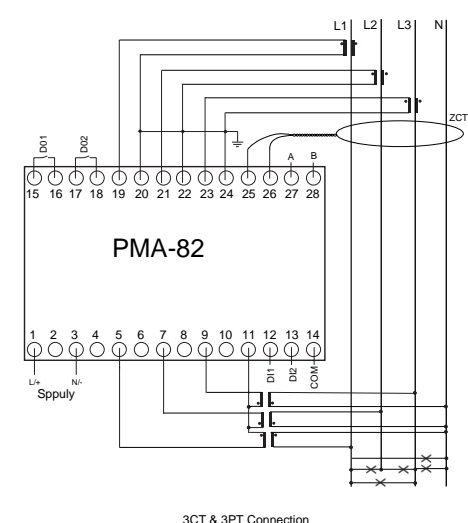 L1 L2 L3 N
ZCT
DO1 DO2 A B
15 16 17 18 19 20 21 22 23 24 25 26 27 28
PMA-82
1 2 3 4 5 6 7 8 9 10 11 12 13 14
L/+ N/- DI1 DI2 COM
Sppuly
3CT & 3PT Connection